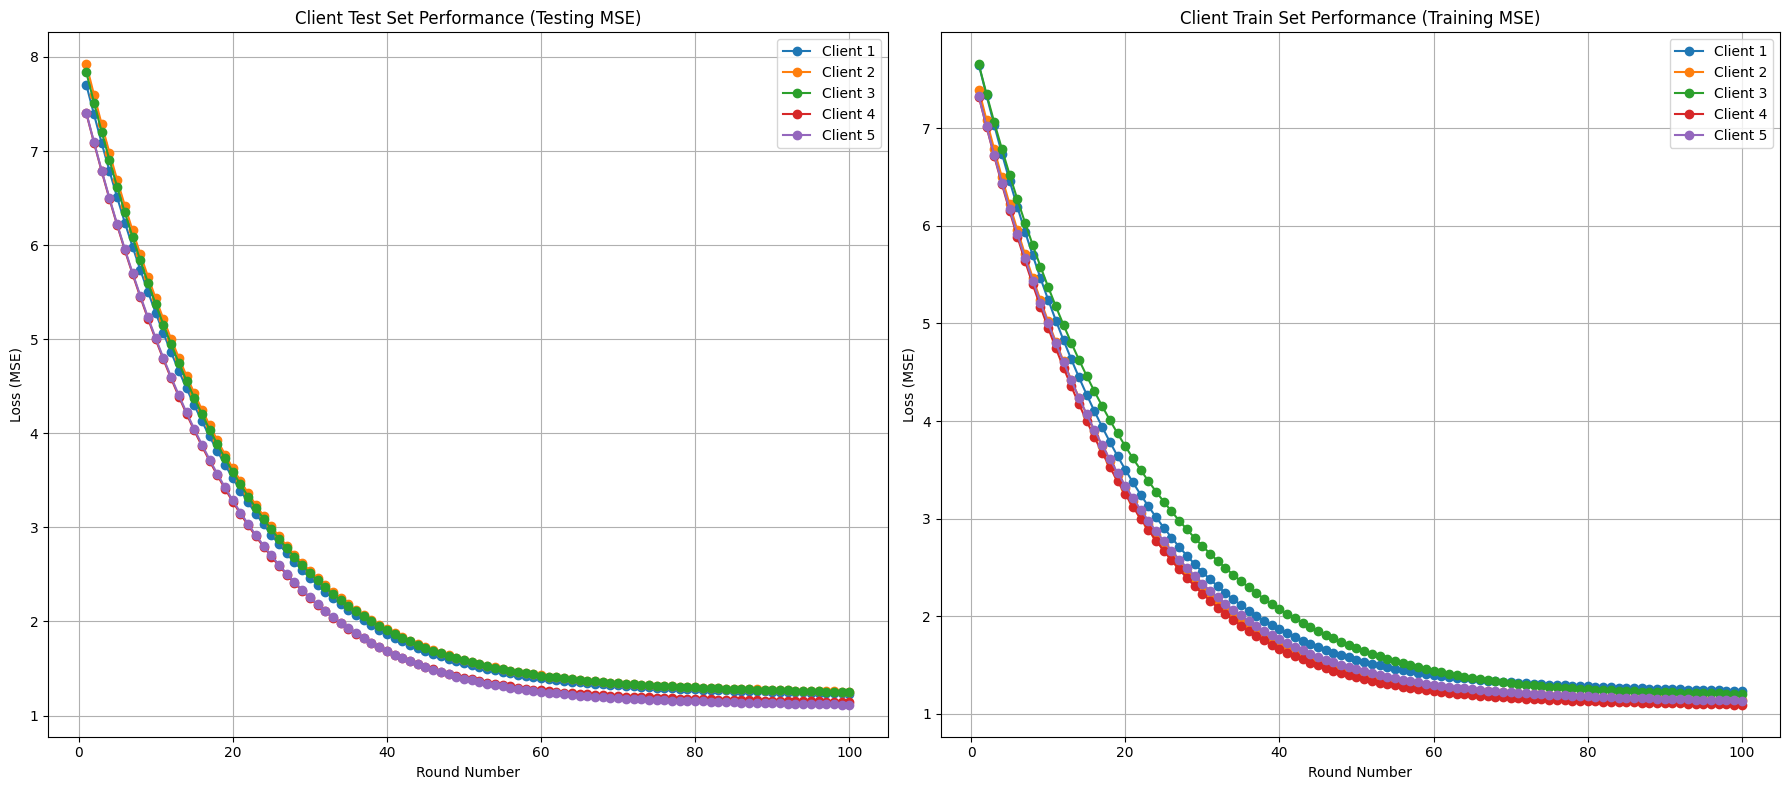 Client Test Set Performance (Testing MSE)
Loss (MSE)
8
7
6
5
4
3
2
1
0
20
40
60
80
100
Round Number
Client 1
Client 2
Client 3
Client 4
Client 5
Client Train Set Performance (Training MSE)
Loss (MSE)
7
6
5
4
3
2
1
0
20
40
60
80
100
Round Number
Client 1
Client 2
Client 3
Client 4
Client 5